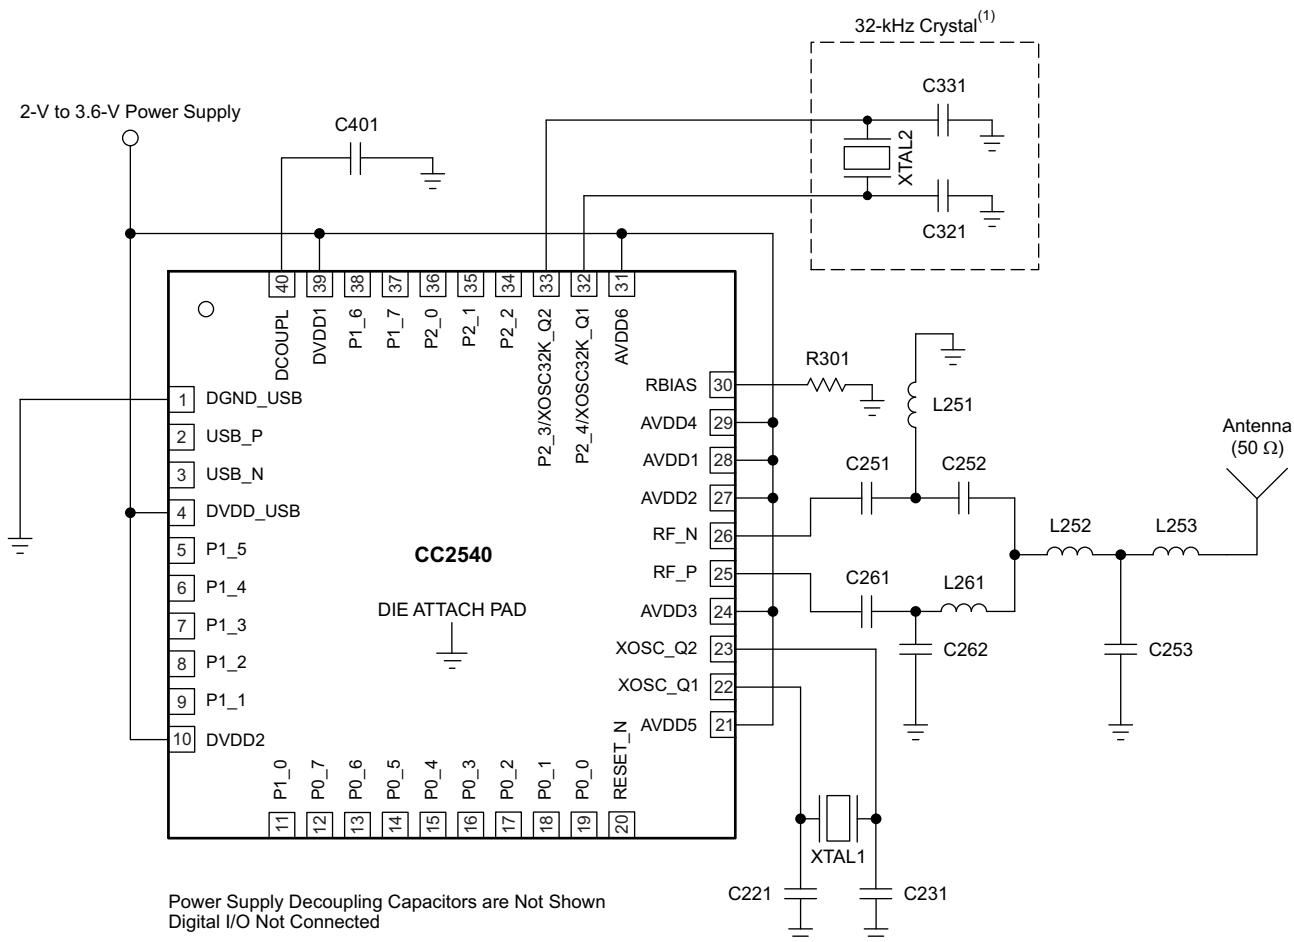 32-kHz Crystal(1)
2-V to 3.6-V Power Supply
C401
C331
XTAL2
C321
40
39
38
37
36
35
34
33
32
31
DCOUPL
DVDD1
P1_6
P1_7
P2_0
P2_1
P2_2
P2_3/XOSC32K_Q2
P2_4/XOSC32K_Q1
AVDD6
1 DGND_USB
2 USB_P
3 USB_N
4 DVDD_USB
5 P1_5
6 P1_4
7 P1_3
8 P1_2
9 P1_1
10 DVDD2
CC2540
DIE ATTACH PAD
RBIAS 30
AVDD4 29
AVDD1 28
AVDD2 27
RF_N 26
RF_P 25
AVDD3 24
XOSC_Q2 23
XOSC_Q1 22
AVDD5 21
R301
L251
C251
C252
Antenna
(50 Ω)
L252
L253
C261
L261
C262
C253
P1_0
P0_7
P0_6
P0_5
P0_4
P0_3
P0_2
P0_1
P0_0
RESET_N
11
12
13
14
15
16
17
18
19
20
XTAL1
C221
C231
Power Supply Decoupling Capacitors are Not Shown
Digital I/O Not Connected